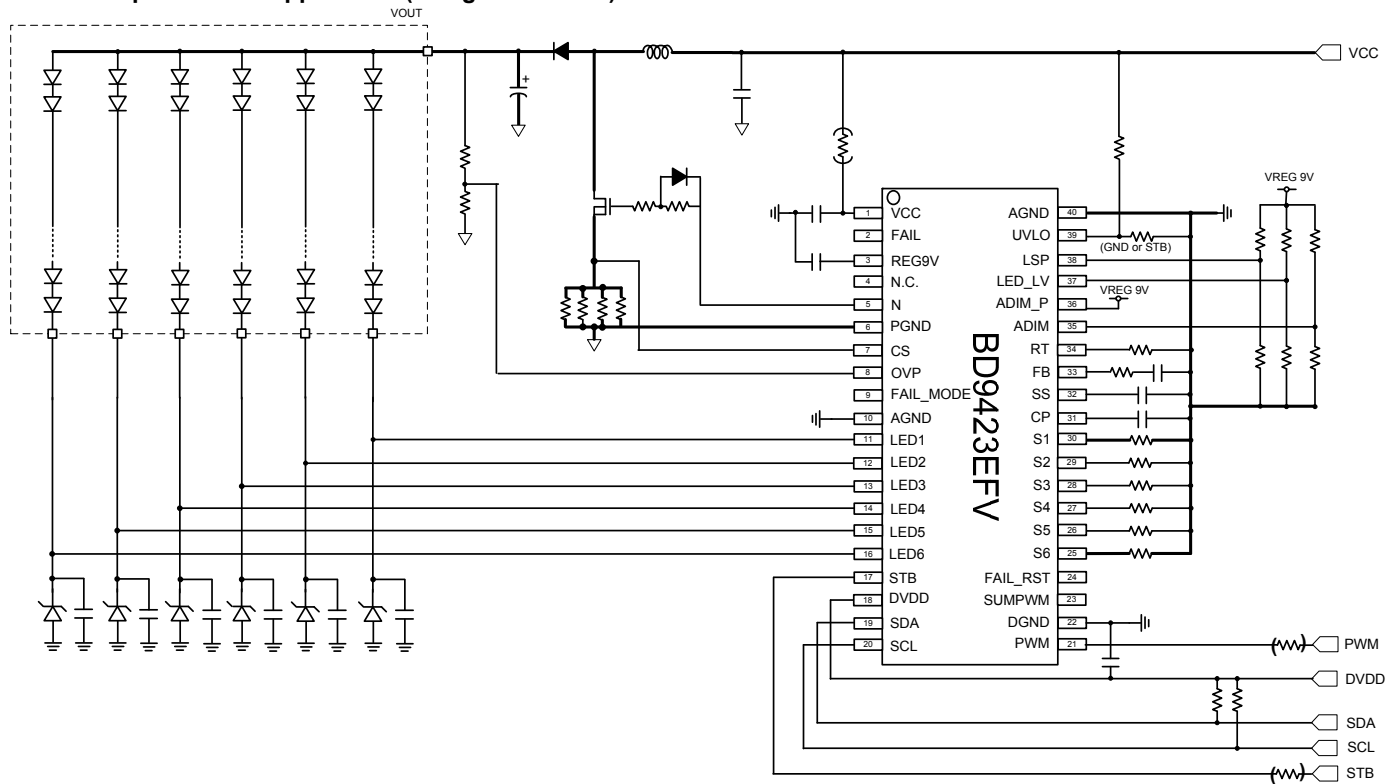 VOUT
VCC
VREG 9V
1 VCC
2 FAIL
3 REG9V
4 N.C.
5 N
6 PGND
7 CS
8 OVP
9 FAIL_MODE
10 AGND
11 LED1
12 LED2
13 LED3
14 LED4
15 LED5
16 LED6
17 STB
18 DVDD
19 SDA
20 SCL
BD9423EFV
AGND 40
UVLO 39
(GND or STB)
LSP 38
LED_LV 37
VREG 9V
ADIM_P 36
ADIM 35
RT 34
FB 33
SS 32
CP 31
S1 30
S2 29
S3 28
S4 27
S5 26
S6 25
FAIL_RST 24
SUMPWM 23
DGND 22
PWM 21
PWM
DVDD
SDA
SCL
STB